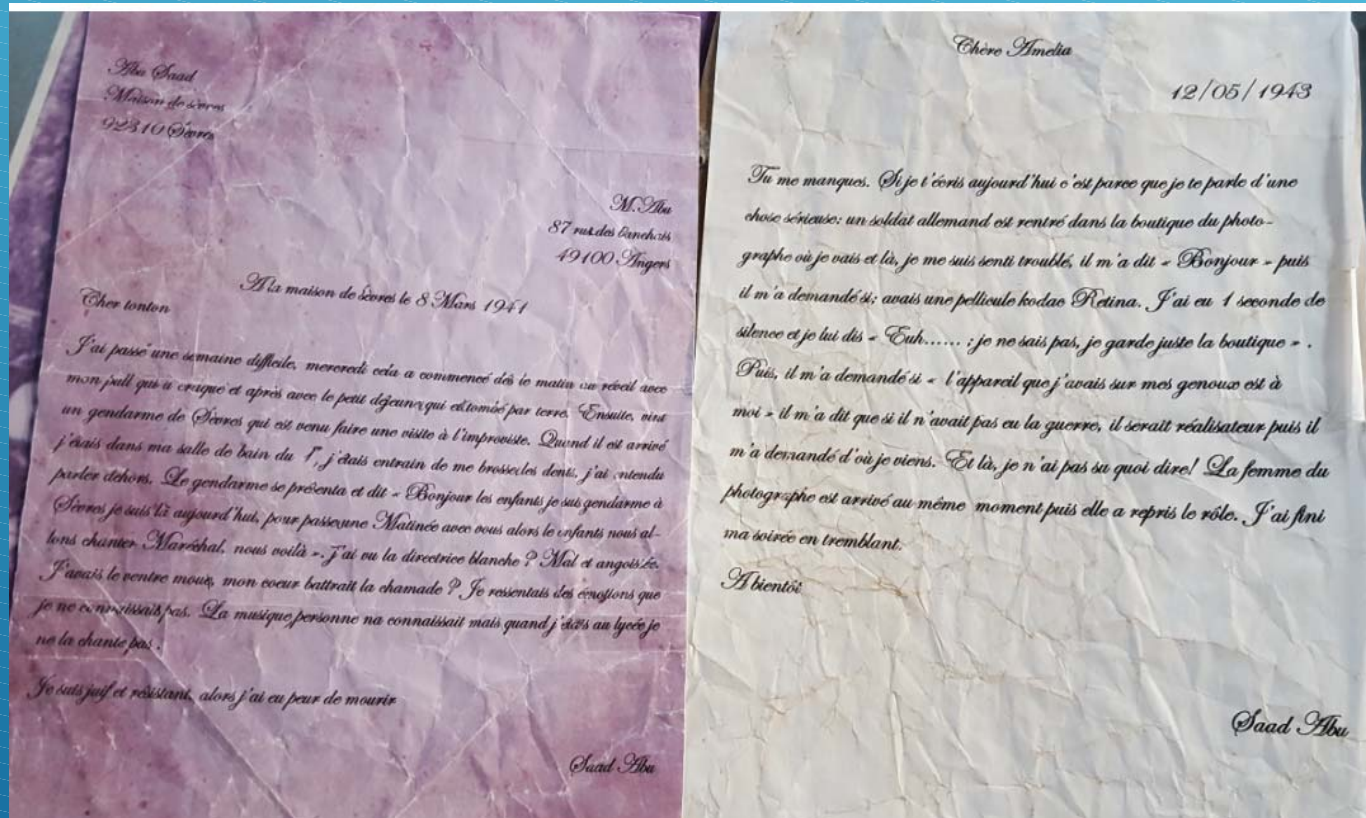 Abu Saad
Maison de sèvres
92310 Sèvres
M. Abu
87 rue des banchais
49100 Angers
A la maison de Sèvres le 8 Mars 1941
Cher tonton
J'ai passé une semaine difficile, mercredi cela a commencé dès le matin au réveil avec
mon pull qui a craqué et après avec le petit déjeuner qui est tombé par terre. Ensuite, vint
un gendarme de Sèvres qui est venu faire une visite à l'improviste. Quand il est arrivé
j'étais dans ma salle de bain du 1er, j'étais entrain de me brosser les dents, j'ai entendu
parler dehors. Le gendarme se présenta et dit « Bonjour les enfants je suis gendarme à
Sèvres je suis là aujourd'hui, pour passer une Matinée avec vous alors le enfants nous al-
lons chanter Maréchal, nous voilà ». j'ai vu la directrice blanche ? Mal et angoissée.
J'avais le ventre moue, mon coeur battrait la chamade ? Je ressentais des émotions que
je ne connaissais pas. La musique personne na connaissait mais quand j'étais au lycée je
ne la chante pas .
Je suis juif et résistant, alors j'ai eu peur de mourir
Saad Abu
Chère Amelia
12/05/1943
Tu me manques. Si je t'écris aujourd'hui c'est parce que je te parle d'une
chose sérieuse: un soldat allemand est rentré dans la boutique du photo-
graphe où je vais et là, je me suis senti troublé, il m'a dit « Bonjour » puis
il m'a demandé si; avais une pellicule kodac Retina. J'ai eu 1 seconde de
silence et je lui dis « Euh...... ; je ne sais pas, je garde juste la boutique » .
Puis, il m'a demandé si « l'appareil que j'avais sur mes genoux est à
moi » il m'a dit que si il n'avait pas eu la guerre, il serait réalisateur puis il
m'a demandé d'où je viens. Et là, je n'ai pas su quoi dire! La femme du
photographe est arrivé au même moment puis elle a repris le rôle. J'ai fini
ma soirée en tremblant.
A bientôt
Saad Abu